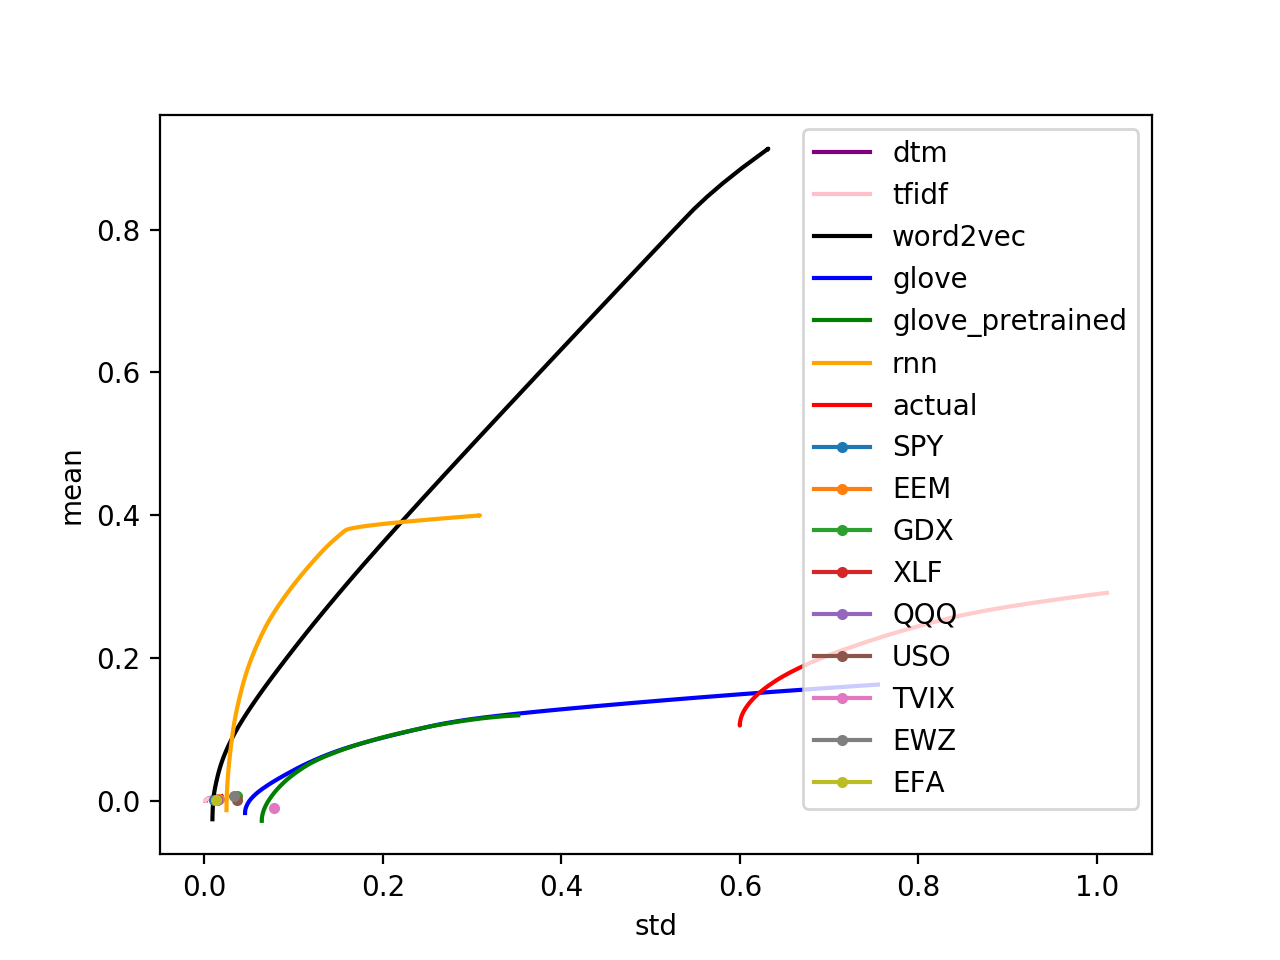 dtm
tfidf
word2vec
glove
glove_pretrained
rnn
actual
SPY
EEM
GDX
XLF
QQQ
USO
TVIX
EWZ
EFA
mean
0.8
0.6
0.4
0.2
0.0
0.0 0.2 0.4 0.6 0.8 1.0
std